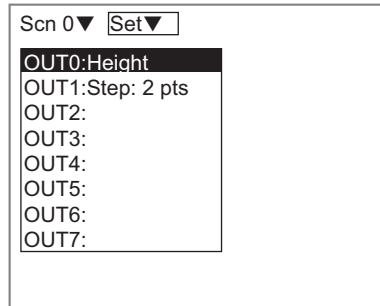 Scn 0▼ Set▼
OUT0:Height
OUT1:Step: 2 pts
OUT2:
OUT3:
OUT4:
OUT5:
OUT6:
OUT7: